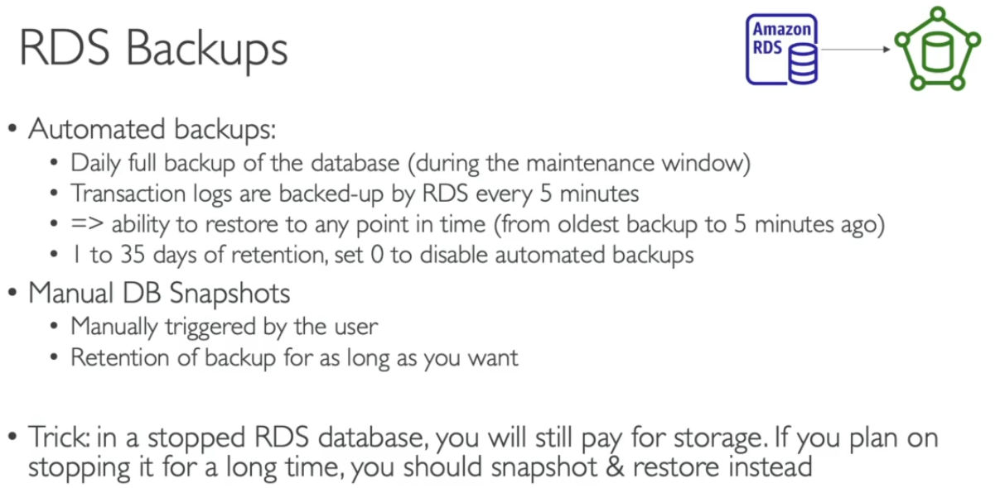 RDS Backups
Amazon
RDS
• Automated backups:
• Daily full backup of the database (during the maintenance window)
• Transaction logs are backed-up by RDS every 5 minutes
• => ability to restore to any point in time (from oldest backup to 5 minutes ago)
• 1 to 35 days of retention, set 0 to disable automated backups
• Manual DB Snapshots
• Manually triggered by the user
• Retention of backup for as long as you want
• Trick: in a stopped RDS database, you will still pay for storage. If you plan on
stopping it for a long time, you should snapshot & restore instead